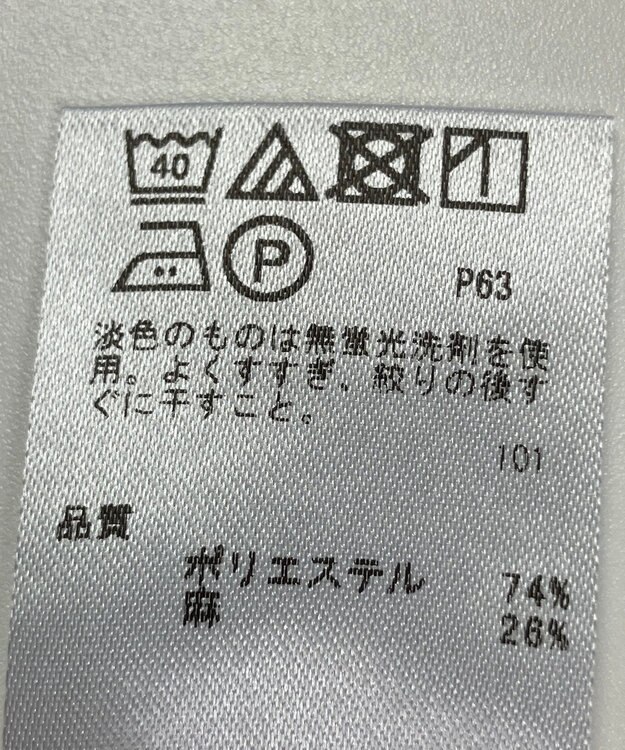 40
P
P63
淡色のものは無蛍光洗剤を使
用。よくすすぎ、絞りの後す
ぐに干すこと。
101
品質
ポリエステル 74%
麻 26%